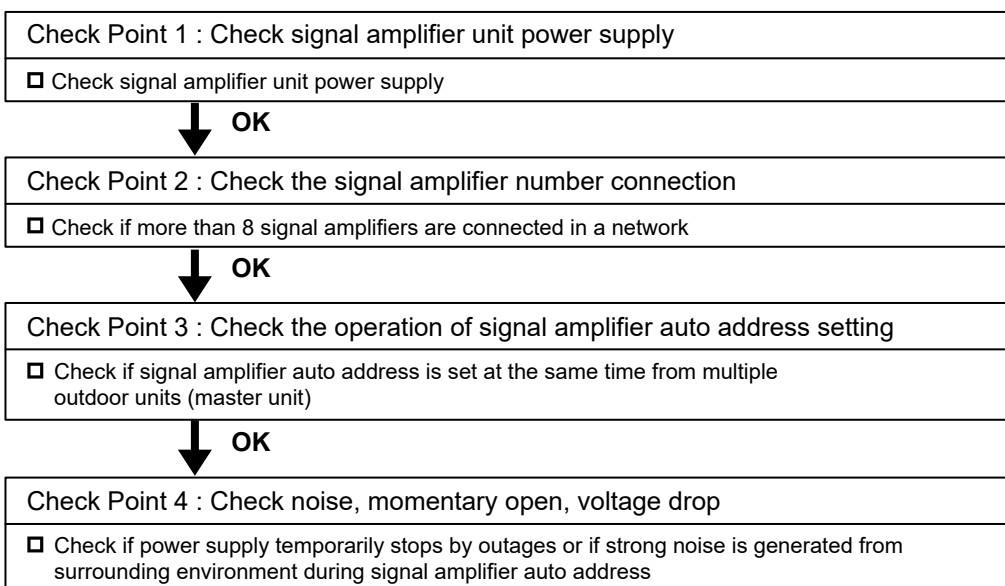 Check Point 1 : Check signal amplifier unit power supply
☐ Check signal amplifier unit power supply
OK
Check Point 2 : Check the signal amplifier number connection
☐ Check if more than 8 signal amplifiers are connected in a network
OK
Check Point 3 : Check the operation of signal amplifier auto address setting
☐ Check if signal amplifier auto address is set at the same time from multiple
outdoor units (master unit)
OK
Check Point 4 : Check noise, momentary open, voltage drop
☐ Check if power supply temporarily stops by outages or if strong noise is generated from
surrounding environment during signal amplifier auto address